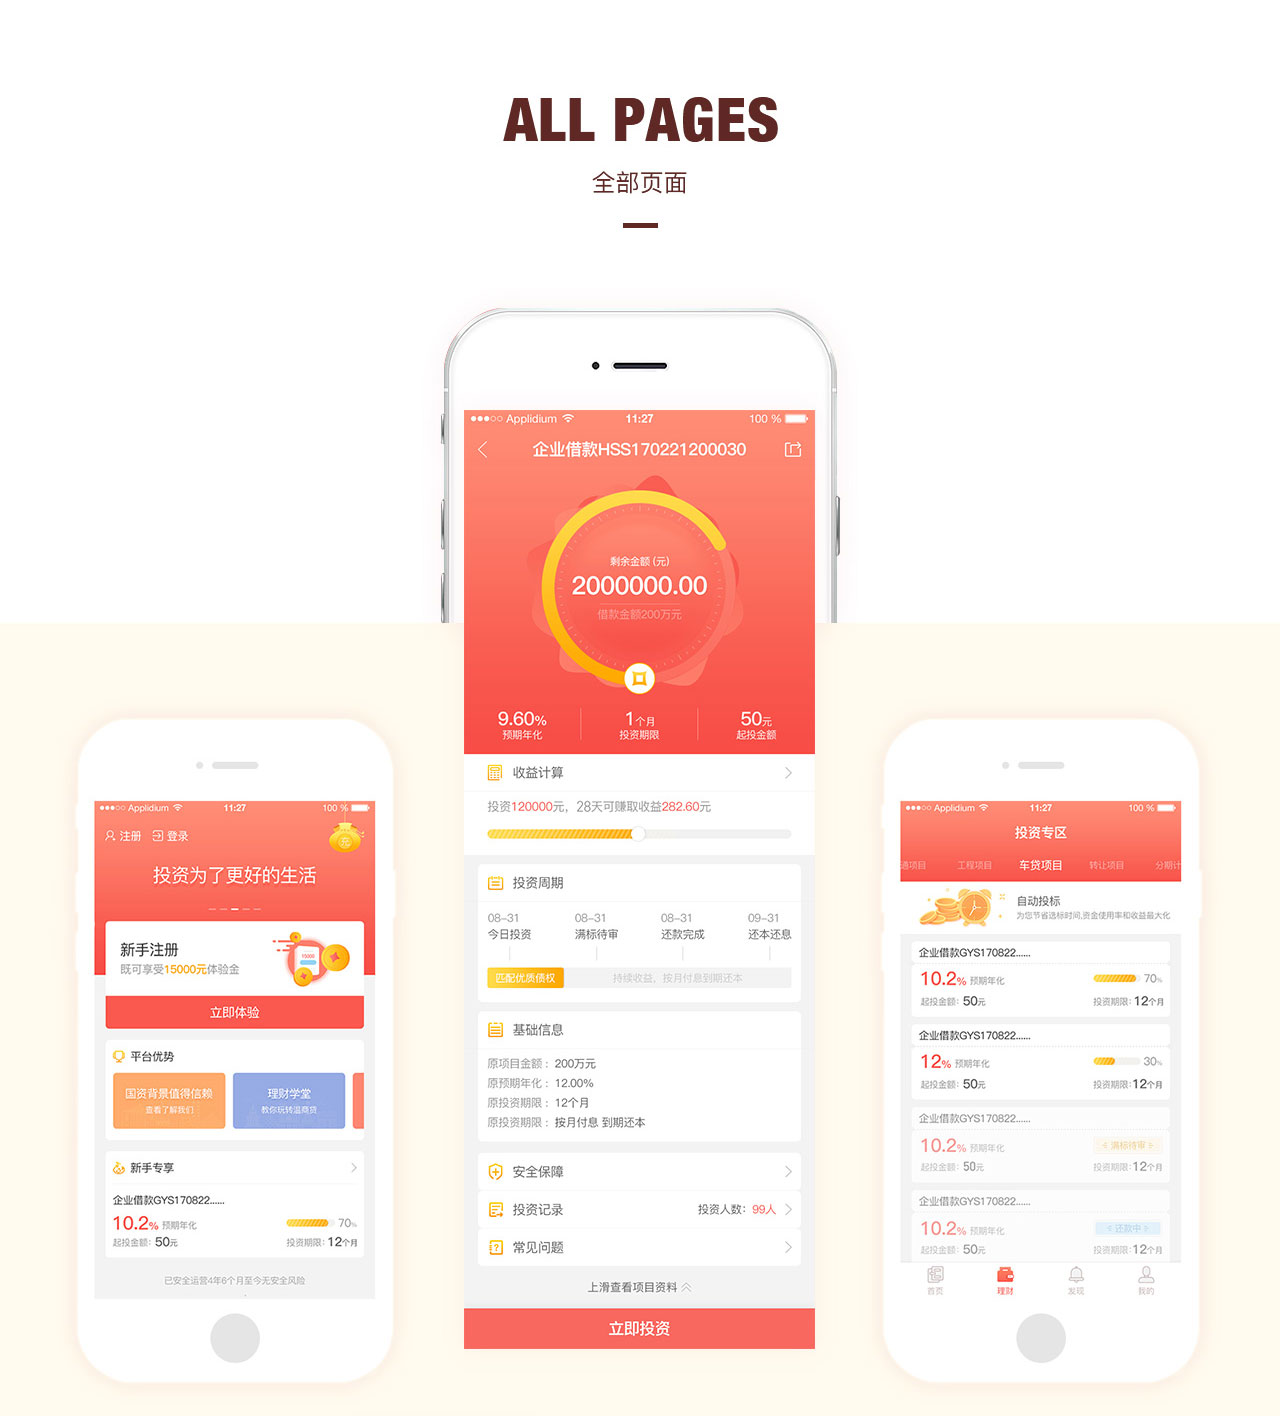 ALL PAGES
全部页面
Applidium 11:27 100 %
企业借款HSS170221200030
剩余金额 (元)
2000000.00
借款金额200万元
9.60% 1个月 50元
预期年化 投资期限 起投金额
收益计算
投资120000元，28天可赚取收益282.60元
投资周期
08-31 08-31 08-31 09-31
今日投资 满标待审 还款完成 还本还息
匹配优质债权 持续收益，按月付息到期还本
基础信息
原项目金额： 200万元
原预期年化： 12.00%
原投资期限： 12个月
原投资期限： 按月付息 到期还本
安全保障
投资记录 投资人数：99人
常见问题
上滑查看项目资料
立即投资
Applidium 11:27 100 %
注册 登录
投资为了更好的生活
新手注册
既可享受15000元体验金
15000
立即体验
平台优势
国资背景值得信赖 理财学堂
查看了解我们 教你玩转温商贷
新手专享
企业借款GYS170822......
10.2% 预期年化 70%
起投金额：50元 投资期限：12个月
已安全运营4年6个月至今无安全风险
Applidium 11:27 100 %
投资专区
通项目 工程项目 车贷项目 转让项目 分期计
自动投标
为您节省选标时间,资金使用率和收益最大化
企业借款GYS170822......
10.2% 预期年化 70%
起投金额：50元 投资期限：12个月
企业借款GYS170822......
12% 预期年化 30%
起投金额：50元 投资期限：12个月
企业借款GYS170822......
10.2% 预期年化 满标待审
起投金额：50元 投资期限：12个月
企业借款GYS170822......
10.2% 预期年化 还款中
起投金额：50元 投资期限：12个月
首页 理财 发现 我的